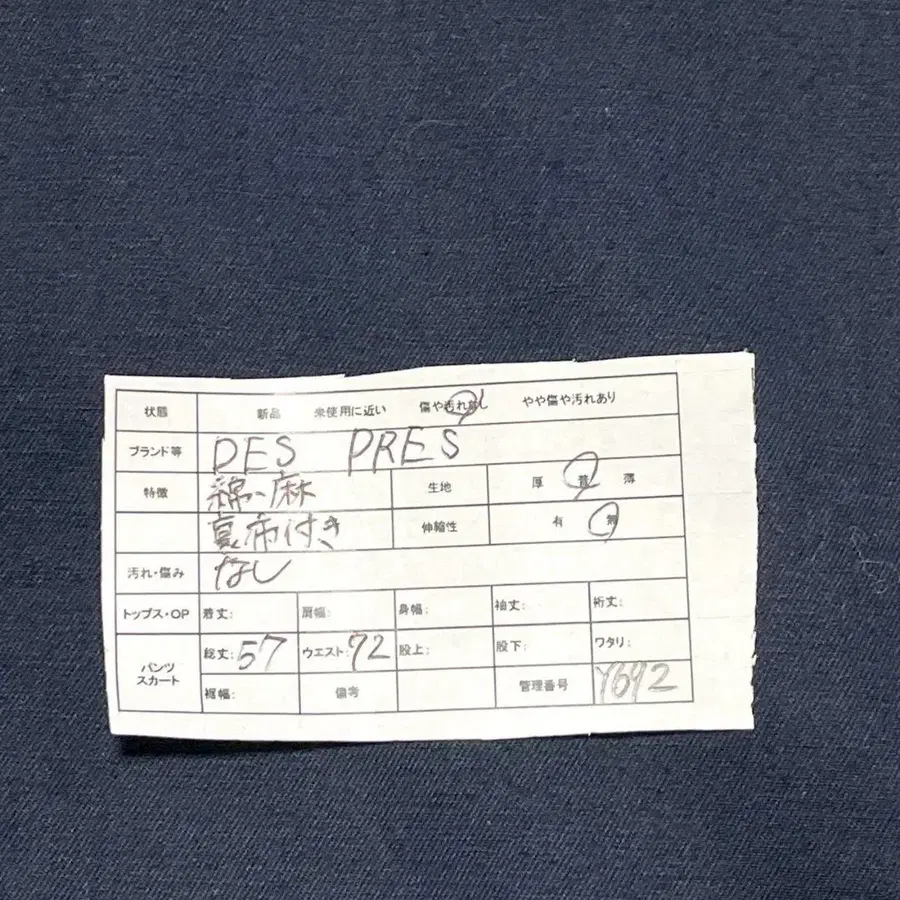 状態 新品 未使用に近い 傷や汚れ無し やや傷や汚れあり
ブランド等 DES PRES
特徴 綿、麻 生地 厚 普 薄
裏布付き 伸縮性 有 無
汚れ・傷み なし
トップス・OP 着丈: 肩幅: 身幅: 袖丈: 裄丈:
パンツ スカート 総丈: 57 ウエスト: 72 股上: 股下: ワタリ:
裾幅: 備考 管理番号 Y692